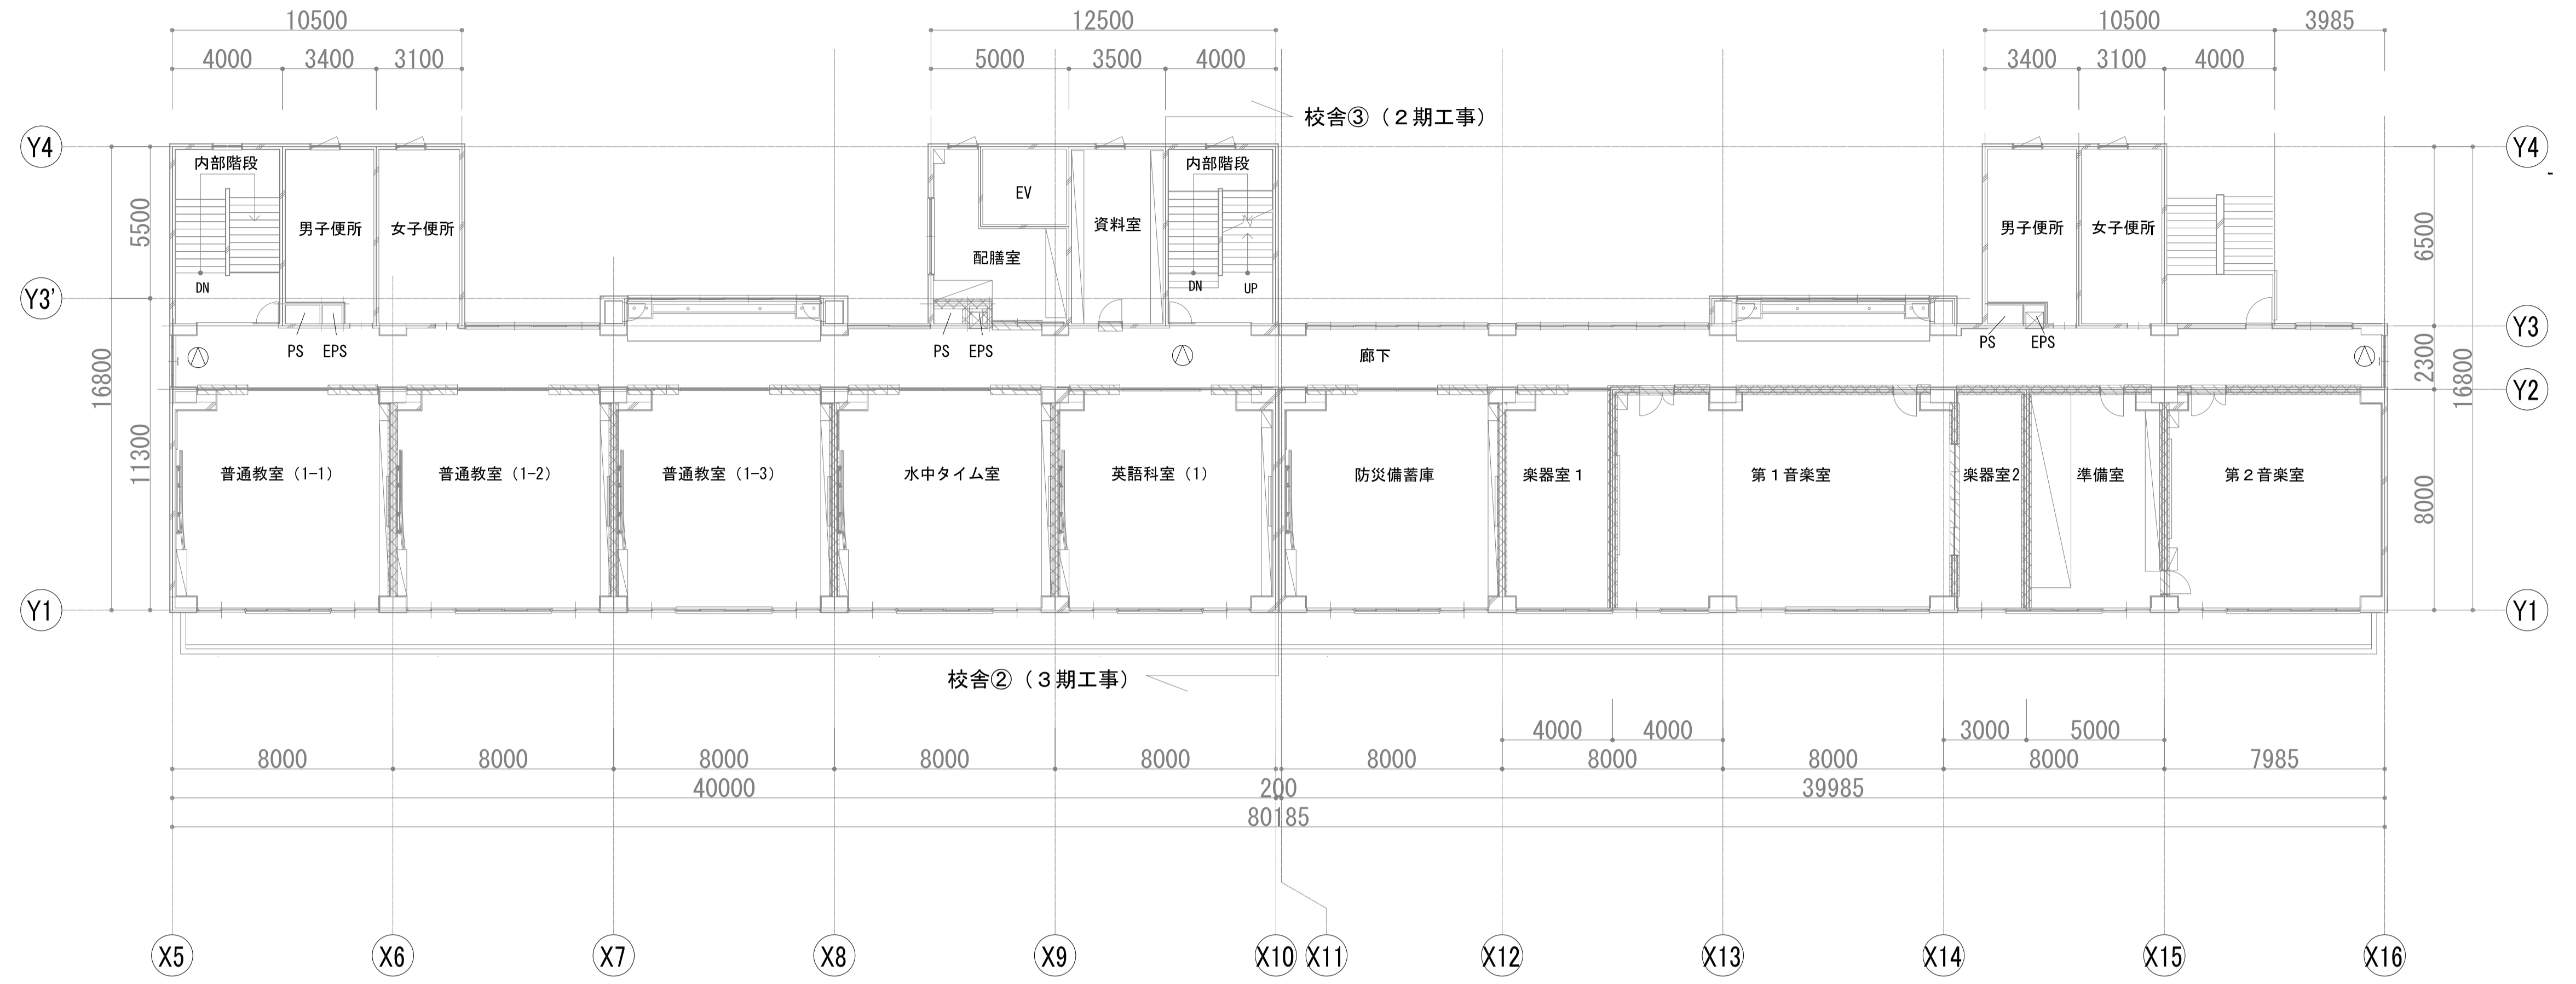 10500
12500
10500
3985
4000
3400
3100
5000
3500
4000
3400
3100
4000
校舎③（２期工事）
Y4
Y4
内部階段
内部階段
EV
男子便所
女子便所
資料室
男子便所
女子便所
5500
6500
配膳室
DN
DN
UP
Y3'
Y3
PS
EPS
PS
EPS
廊下
PS
EPS
2300
16800
16800
Y2
11300
普通教室（1-1）
普通教室（1-2）
普通教室（1-3）
水中タイム室
英語科室（1）
防災備蓄庫
楽器室１
第１音楽室
楽器室2
準備室
第２音楽室
8000
Y1
Y1
校舎②（３期工事）
4000
4000
3000
5000
8000
8000
8000
8000
8000
8000
8000
8000
8000
7985
40000
200
39985
80185
X5
X6
X7
X8
X9
X10
X11
X12
X13
X14
X15
X16